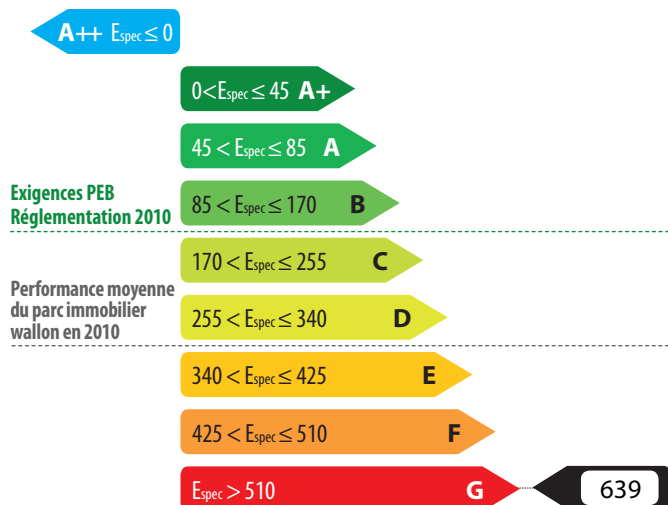 A++ Espec ≤ 0
0<Espec ≤ 45 A+
45 < Espec ≤ 85 A
Exigences PEB
Réglementation 2010
85 < Espec ≤ 170 B
170 < Espec ≤ 255 C
Performance moyenne
du parc immobilier
wallon en 2010
255 < Espec ≤ 340 D
340 < Espec ≤ 425 E
425 < Espec ≤ 510 F
Espec > 510 G
639